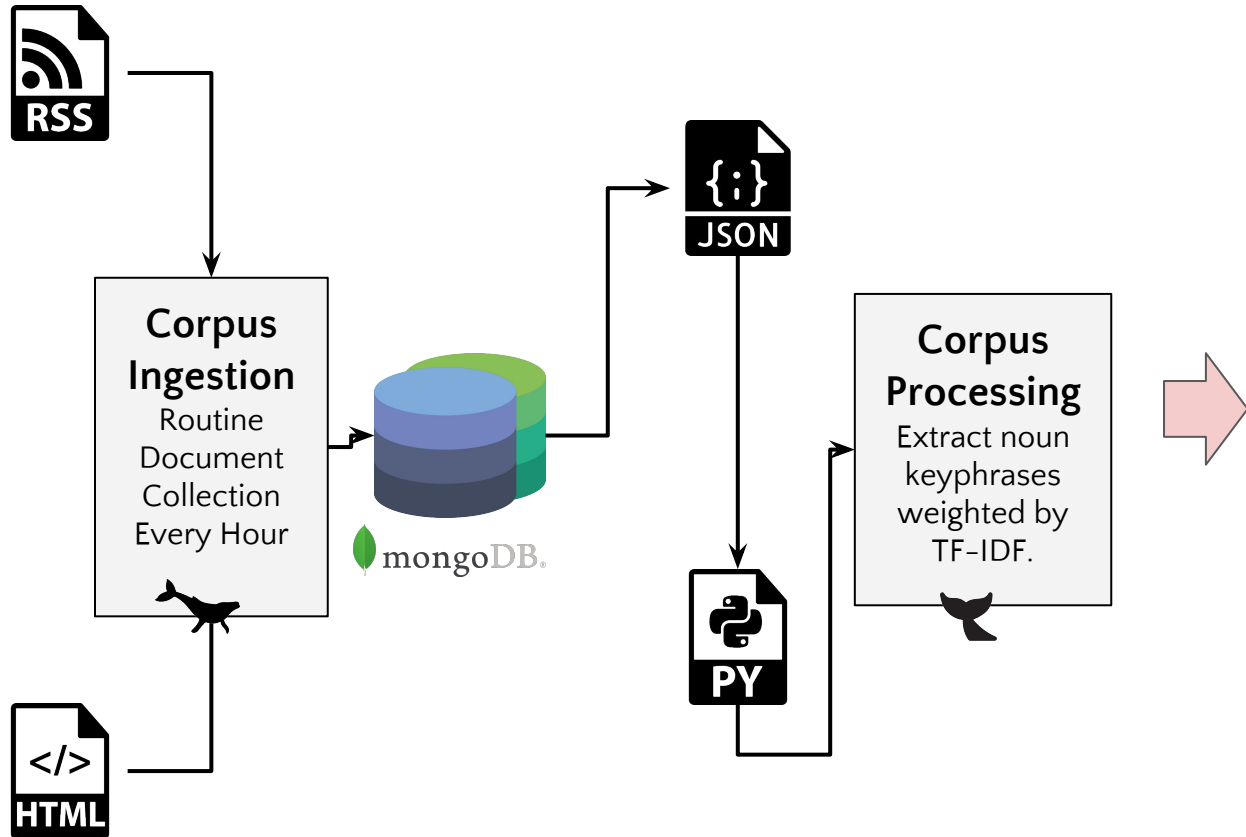 RSS
Corpus
Ingestion
Routine
Document
Collection
Every Hour
</>
HTML
mongoDB®
{;}
JSON
PY
Corpus
Processing
Extract noun
keyphrases
weighted by
TF-IDF.